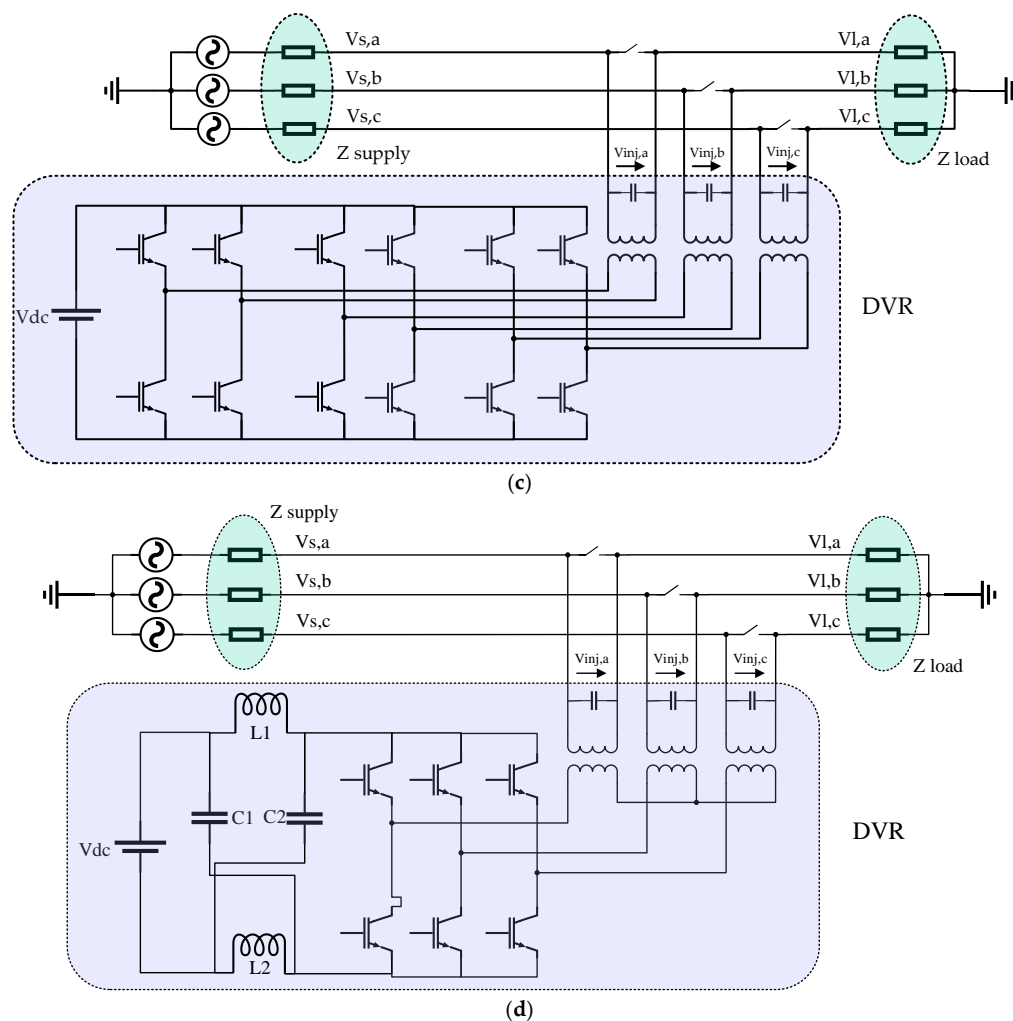 Vs,a
Vl,a
Vs,b
Vl,b
Vs,c
Vl,c
Z supply
Vinj,a
Vinj,b
Vinj,c
Z load
Vdc
DVR
(c)
Z supply
Vs,a
Vl,a
Vs,b
Vl,b
Vs,c
Vl,c
Vinj,a
Vinj,b
Vinj,c
Z load
L1
C1
C2
Vdc
DVR
L2
(d)